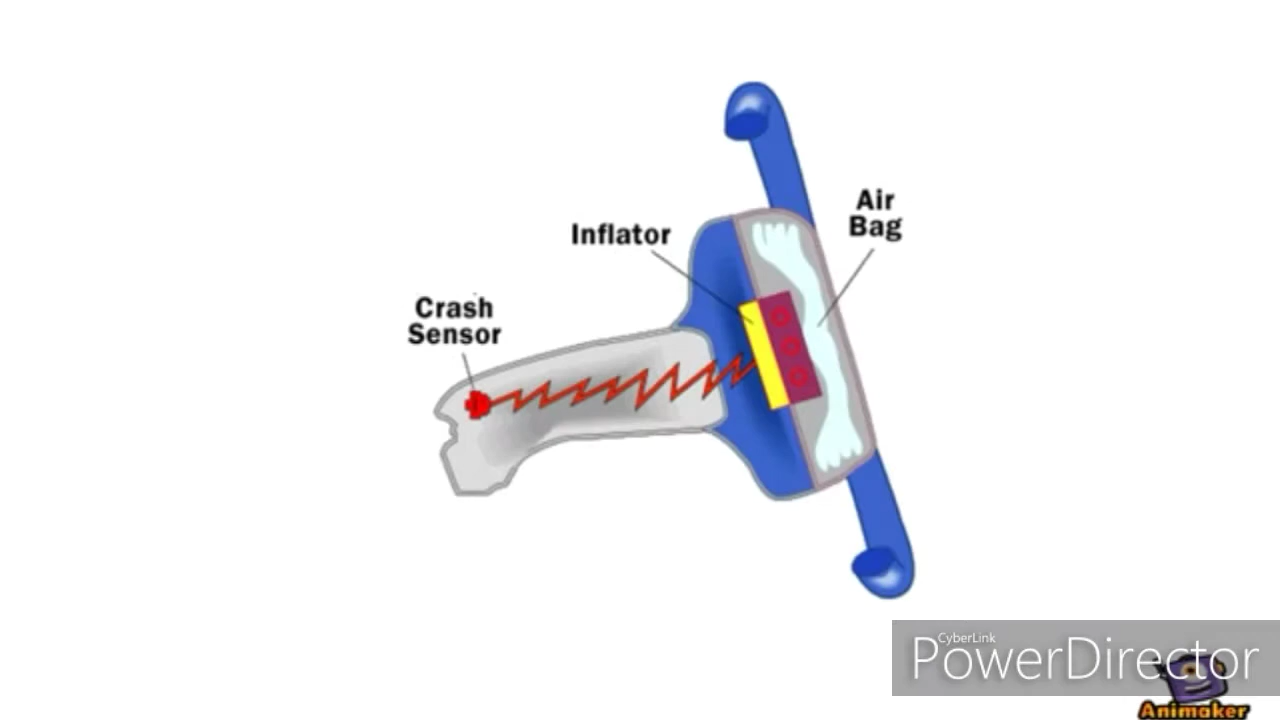 Air
Bag
Inflator
Crash
Sensor
CyberLink
PowerDirector
Animaker